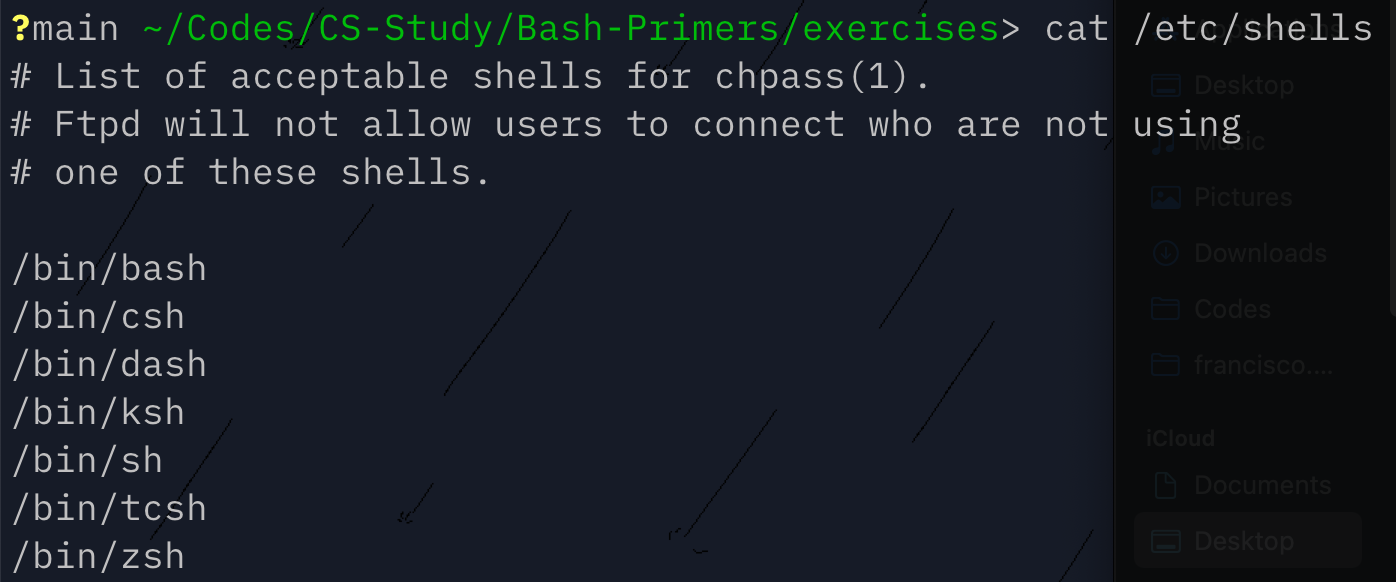 ?main ~/Codes/CS-Study/Bash-Primers/exercises> cat /etc/shells
# List of acceptable shells for chpass(1).
# Ftpd will not allow users to connect who are not using
# one of these shells.
/bin/bash
/bin/csh
/bin/dash
/bin/ksh
/bin/sh
/bin/tcsh
/bin/zsh
Applications
Desktop
Music
Pictures
Downloads
Codes
francisco....
iCloud
Documents
Desktop